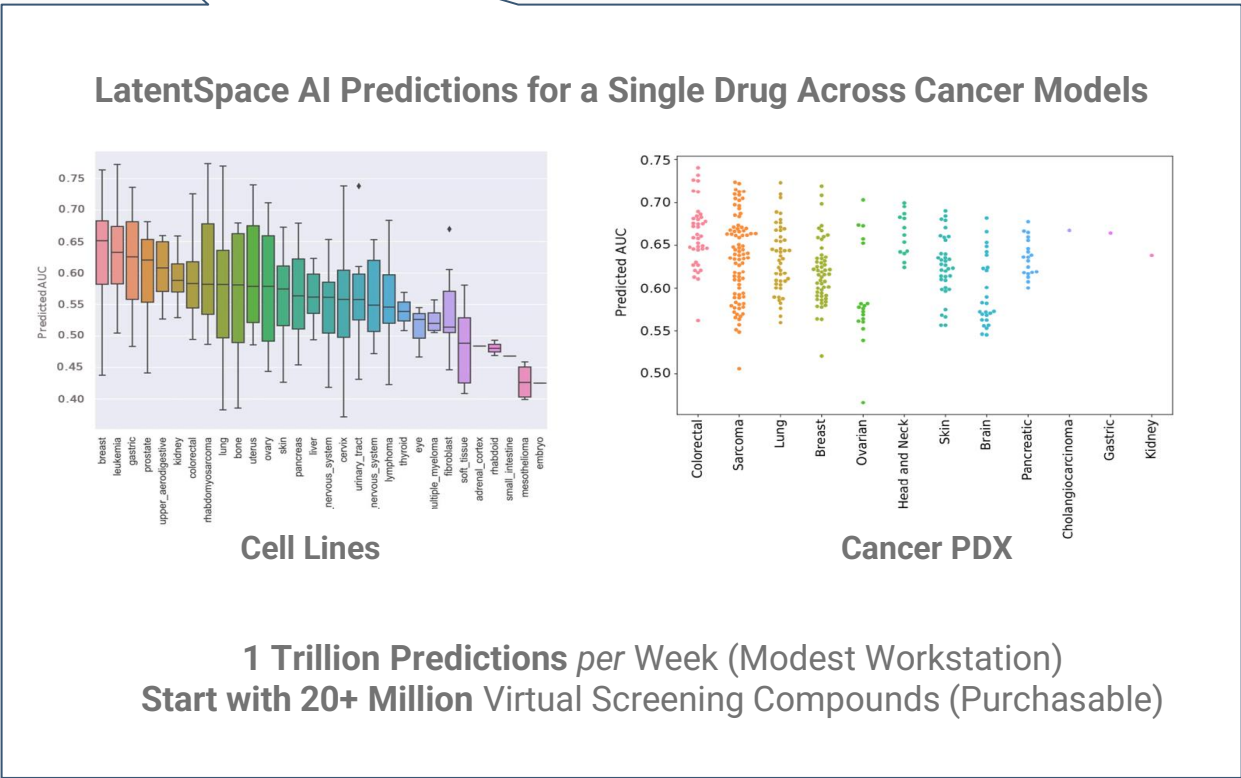 LatentSpace AI Predictions for a Single Drug Across Cancer Models
Predicted AUC
0.75
0.70
0.65
0.60
0.55
0.50
0.45
0.40
breast
leukemia
gastric
prostate
upper_aerodigestive
kidney
colorectal
rhabdomyosarcoma
lung
bone
uterus
ovary
skin
pancreas
liver
_nervous_system
cervix
urinary_tract
_nervous_system
lymphoma
thyroid
eye
ultiple_myeloma
fibroblast
soft_tissue
adrenal_cortex
rhabdoid
small_intestine
mesothelioma
embryo
Cell Lines
Predicted AUC
0.75
0.70
0.65
0.60
0.55
0.50
Colorectal
Sarcoma
Lung
Breast
Ovarian
Head and Neck
Skin
Brain
Pancreatic
Cholangiocarcinoma
Gastric
Kidney
Cancer PDX
1 Trillion Predictions per Week (Modest Workstation)
Start with 20+ Million Virtual Screening Compounds (Purchasable)